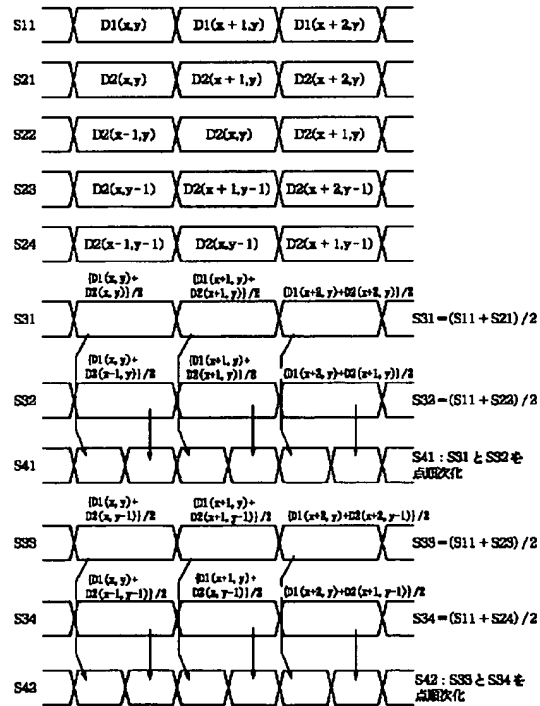 S11 D1(x,y) D1(x + 1,y) D1(x + 2,y)
S21 D2(x,y) D2(x + 1,y) D2(x + 2,y)
S22 D2(x-1,y) D2(x,y) D2(x + 1,y)
S23 D2(x,y-1) D2(x + 1,y-1) D2(x + 2,y-1)
S24 D2(x-1,y-1) D2(x,y-1) D2(x + 1,y-1)
{D1(x,y)+ {D1(x+1,y)+
D2(x,y)}/2 D2(x+1,y)}/2 {D1(x+2,y)+D2(x+2,y)}/2
S31 S31=(S11+S21)/2
{D1(x,y)+ {D1(x+1,y)+
D2(x-1,y)}/2 D2(x+1,y)}/2 {D1(x+2,y)+D2(x+1,y)}/2
S32 S32=(S11+S22)/2
S41 S41:S31とS32を
点順次化
{D1(x,y)+ {D1(x+1,y)+
D2(x,y-1)}/2 D2(x+1,y-1)}/2 {D1(x+2,y)+D2(x+2,y-1)}/2
S33 S33=(S11+S23)/2
{D1(x,y)+ {D1(x+1,y)+
D2(x-1,y-1)}/2 D2(x,y-1)}/2 {D1(x+2,y)+D2(x+1,y-1)}/2
S34 S34=(S11+S24)/2
S42 S42:S33とS34を
点順次化